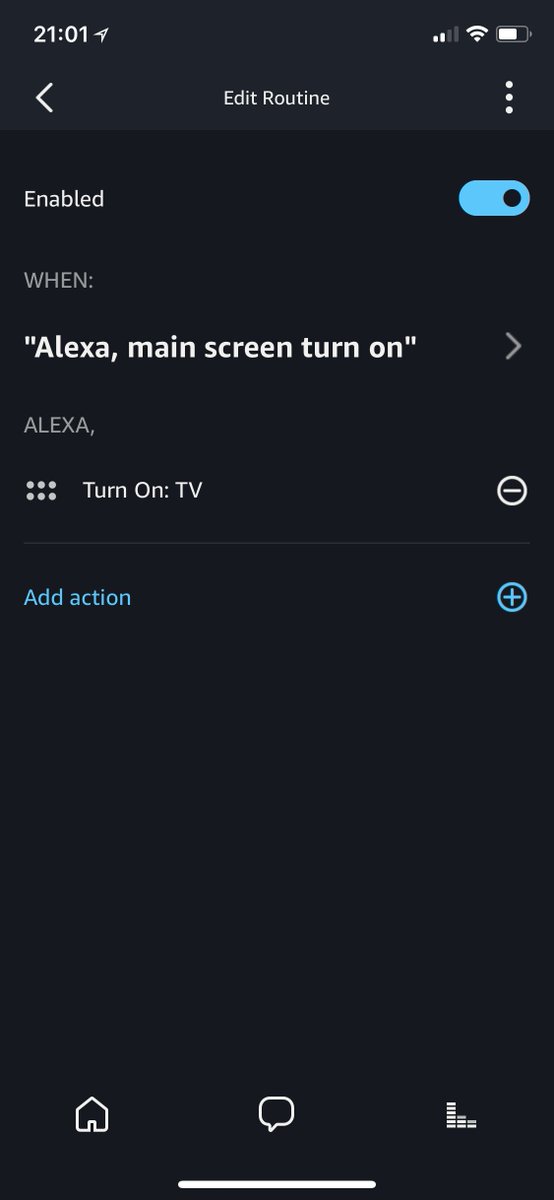 21:01
Edit Routine
Enabled
WHEN:
"Alexa, main screen turn on"
ALEXA,
Turn On: TV
Add action